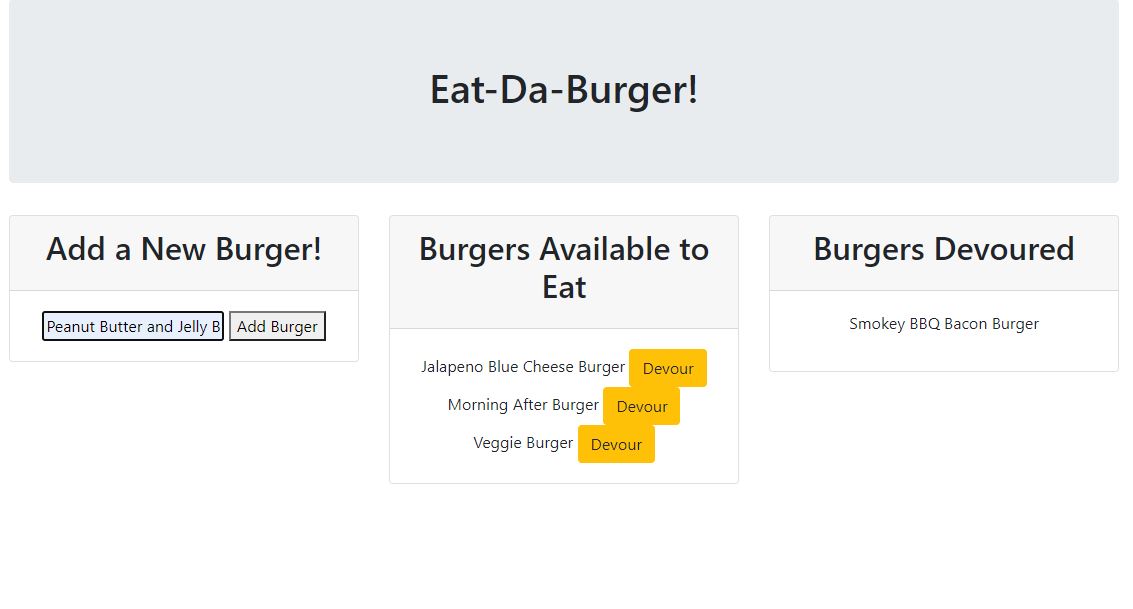 Eat-Da-Burger!
Add a New Burger!
Peanut Butter and Jelly B
Add Burger
Burgers Available to
Eat
Jalapeno Blue Cheese Burger Devour
Morning After Burger Devour
Veggie Burger Devour
Burgers Devoured
Smokey BBQ Bacon Burger